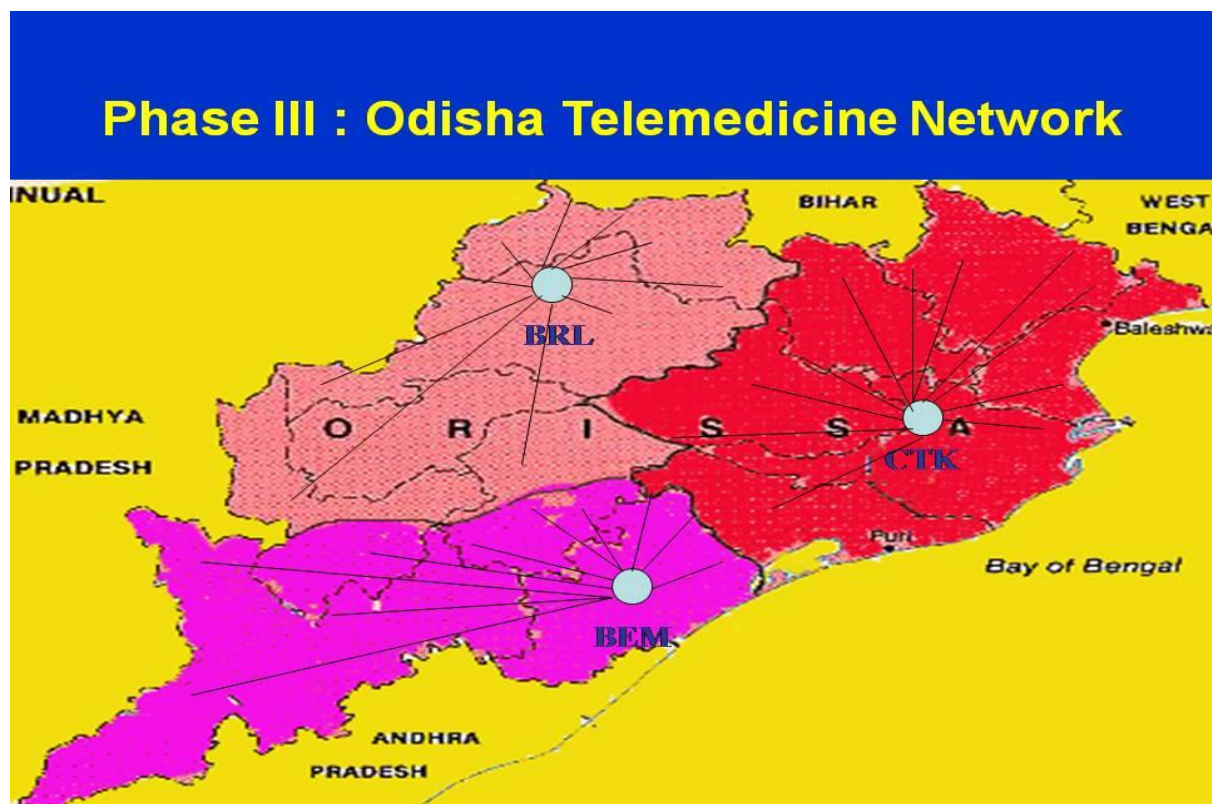 Phase III : Odisha Telemedicine Network
INUAL
BIHAR
WEST
BENGA
BRL
Baleshwa
MADHYA
PRADESH
O R I S S A
CTK
Puri
Bay of Bengal
BEM
ANDHRA
PRADESH